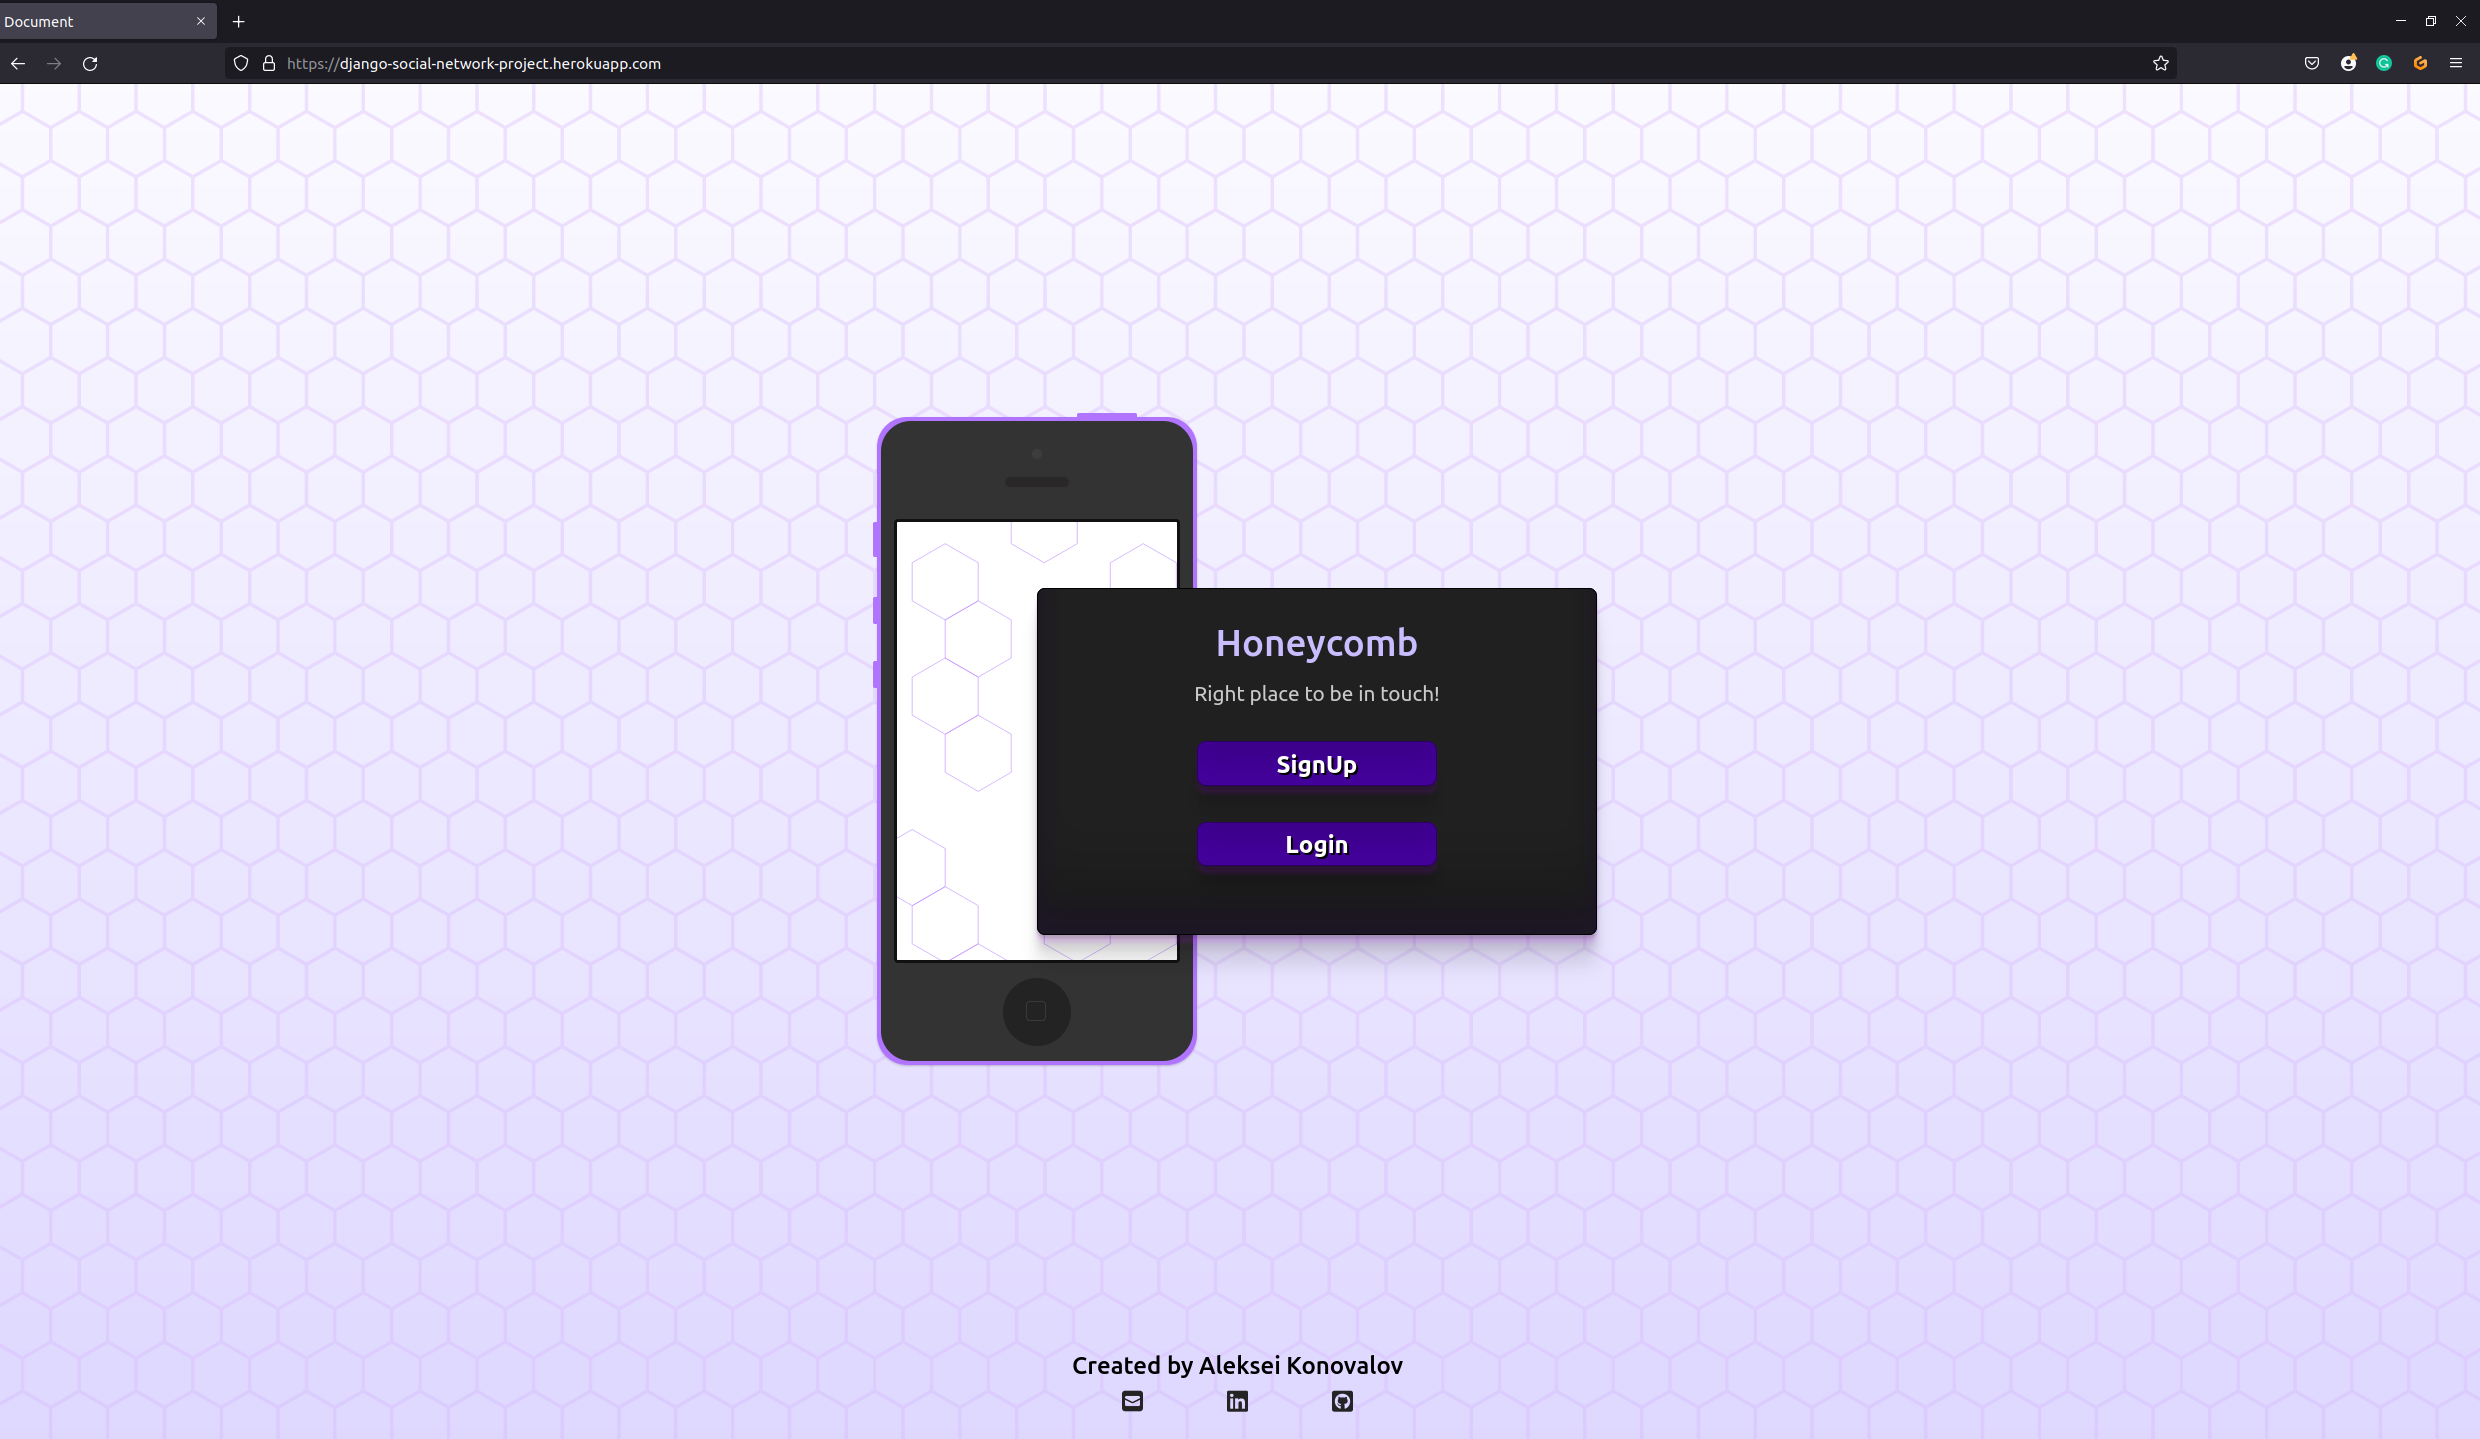 Document
https://django-social-network-project.herokuapp.com
Honeycomb
Right place to be in touch!
SignUp
Login
Created by Aleksei Konovalov